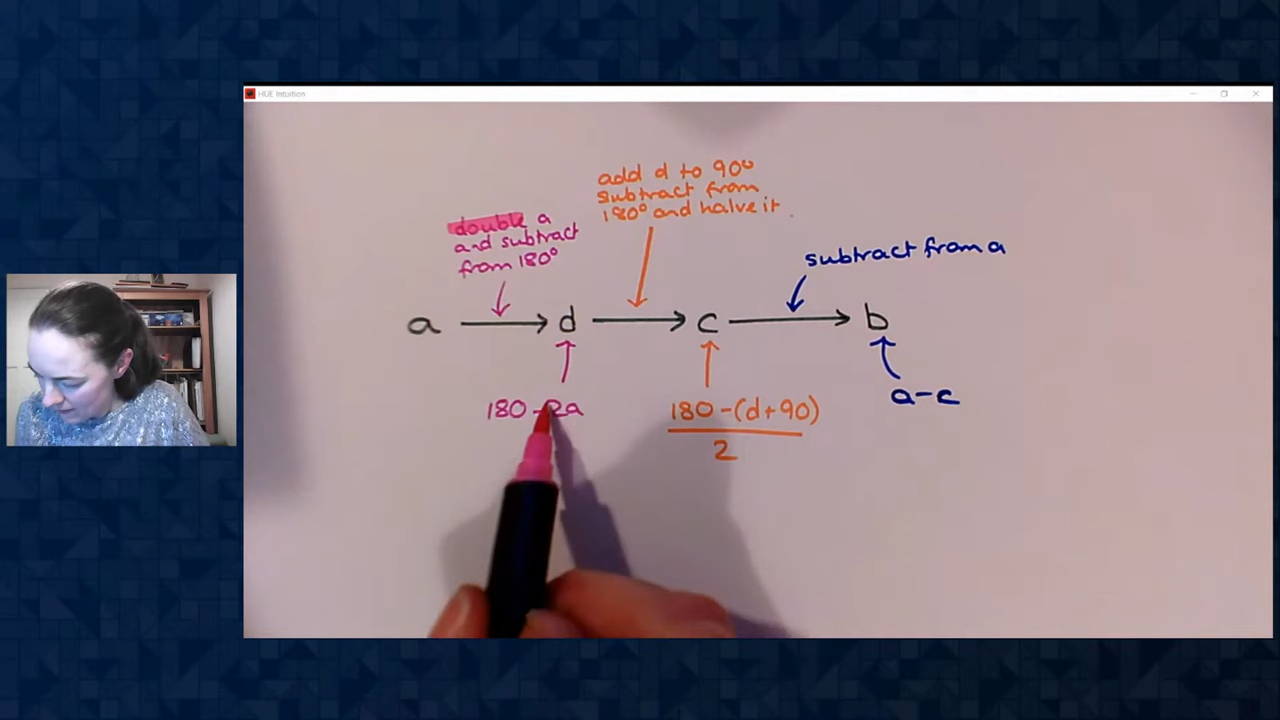 HUE Intuition
add d to 90°
subtract from
180° and halve it.
double a
and subtract
from 180°
subtract from a
a → d → c → b
180-2a
180-(d+90)
2
a-c